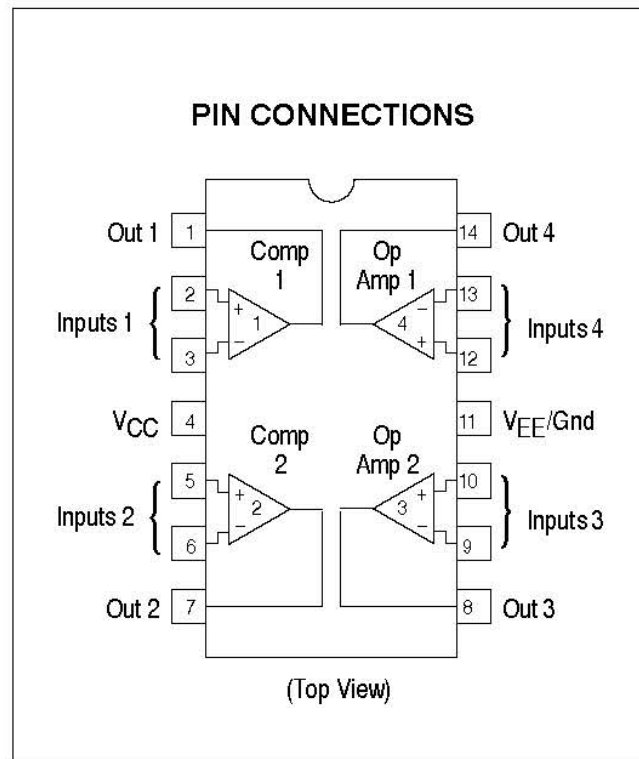 PIN CONNECTIONS
Out 1 1 14 Out 4
Comp 1
Op Amp 1
Inputs 1
2 + 1
3 −
13 − 4
12 +
Inputs 4
VCC 4 11 VEE/Gnd
Comp 2
Op Amp 2
Inputs 2
5 + 2
6 −
10 + 3
9 −
Inputs 3
Out 2 7 8 Out 3
(Top View)